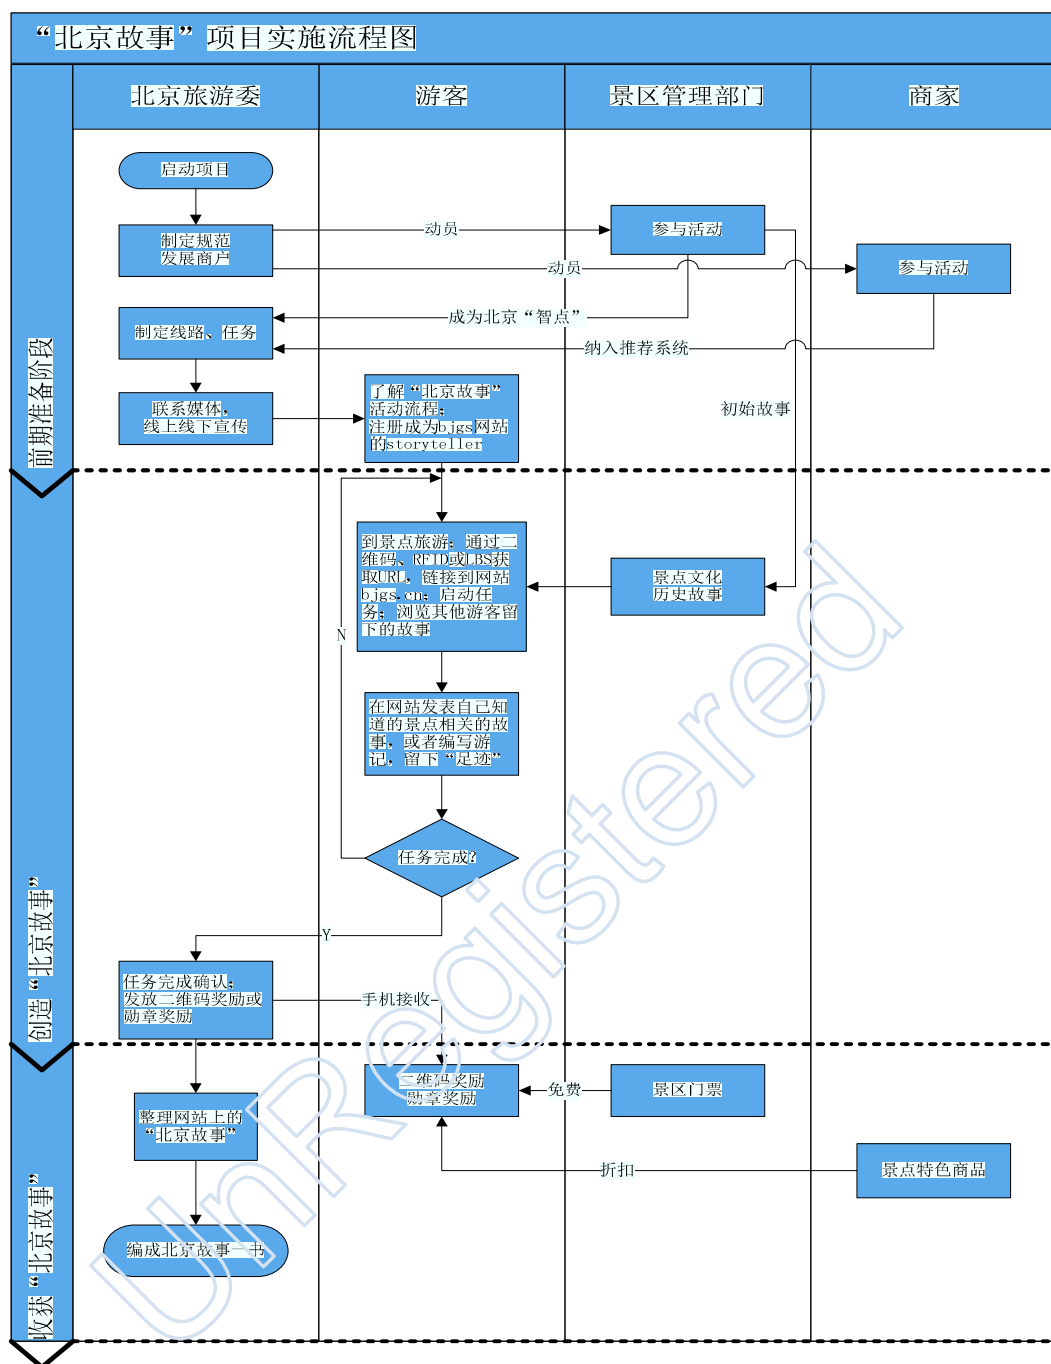 “北京故事”项目实施流程图
北京旅游委
游客
景区管理部门
商家
前期准备阶段
启动项目
制定规范
发展商户
动员
参与活动
动员
参与活动
成为北京“智点”
制定线路、任务
纳入推荐系统
联系媒体,
线上线下宣传
了解“北京故事”
活动流程;
注册成为bjgs网站
的storyteller
初始故事
创造“北京故事”
到景点旅游;通过二
维码、RFID或LBS获
取URL,链接到网站
bjgs.cn;启动任
务;浏览其他游客留
下的故事
景点文化
历史故事
N
在网站发表自己知
道的景点相关的故
事,或者编写游
记,留下“足迹”
任务完成?
Y
任务完成确认;
发放二维码奖励或
勋章奖励
手机接收
收获“北京故事”
二维码奖励
勋章奖励
免费
景区门票
整理网站上的
“北京故事”
折扣
景点特色商品
编成北京故事一书
UnRegistered